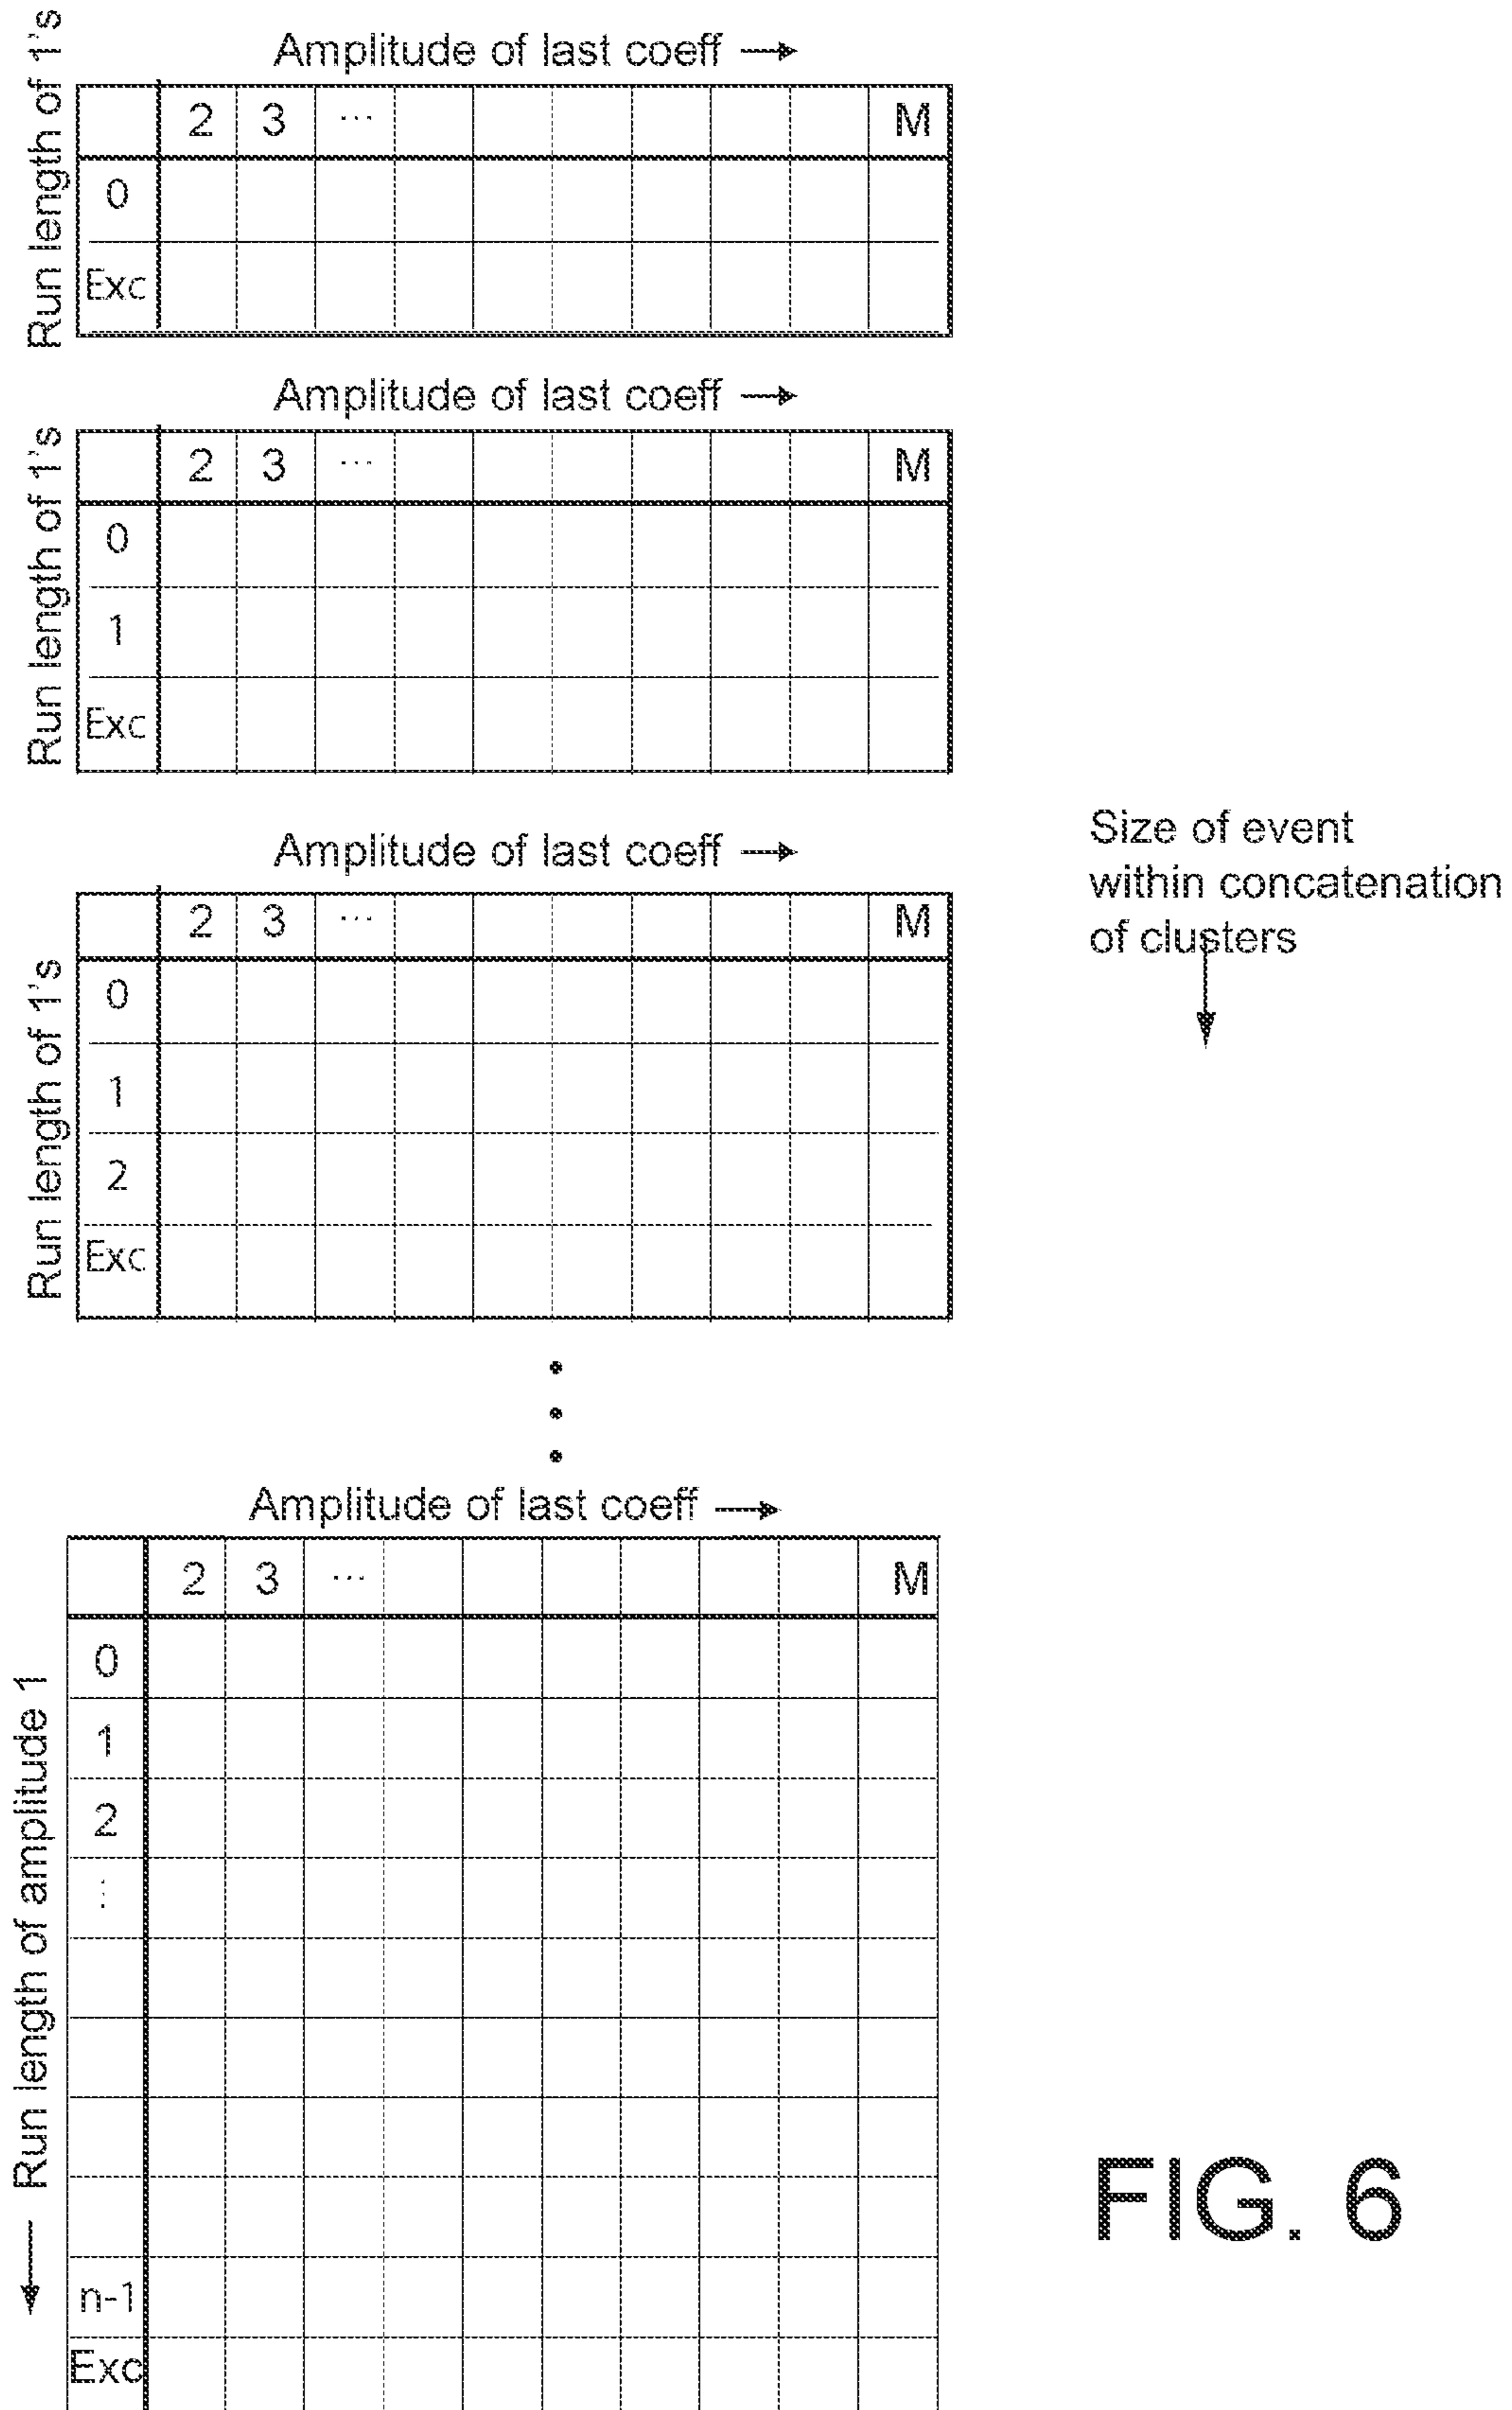 Amplitude of last coeff
Run length of 1's
2 3 ... M
0
Exc
Amplitude of last coeff
Run length of 1's
2 3 ... M
0
1
Exc
Size of event
within concatenation
of clusters
Amplitude of last coeff
Run length of 1's
2 3 ... M
0
1
2
Exc
Amplitude of last coeff
Run length of amplitude 1
2 3 ... M
0
1
2
⋮
n-1
Exc
FIG. 6